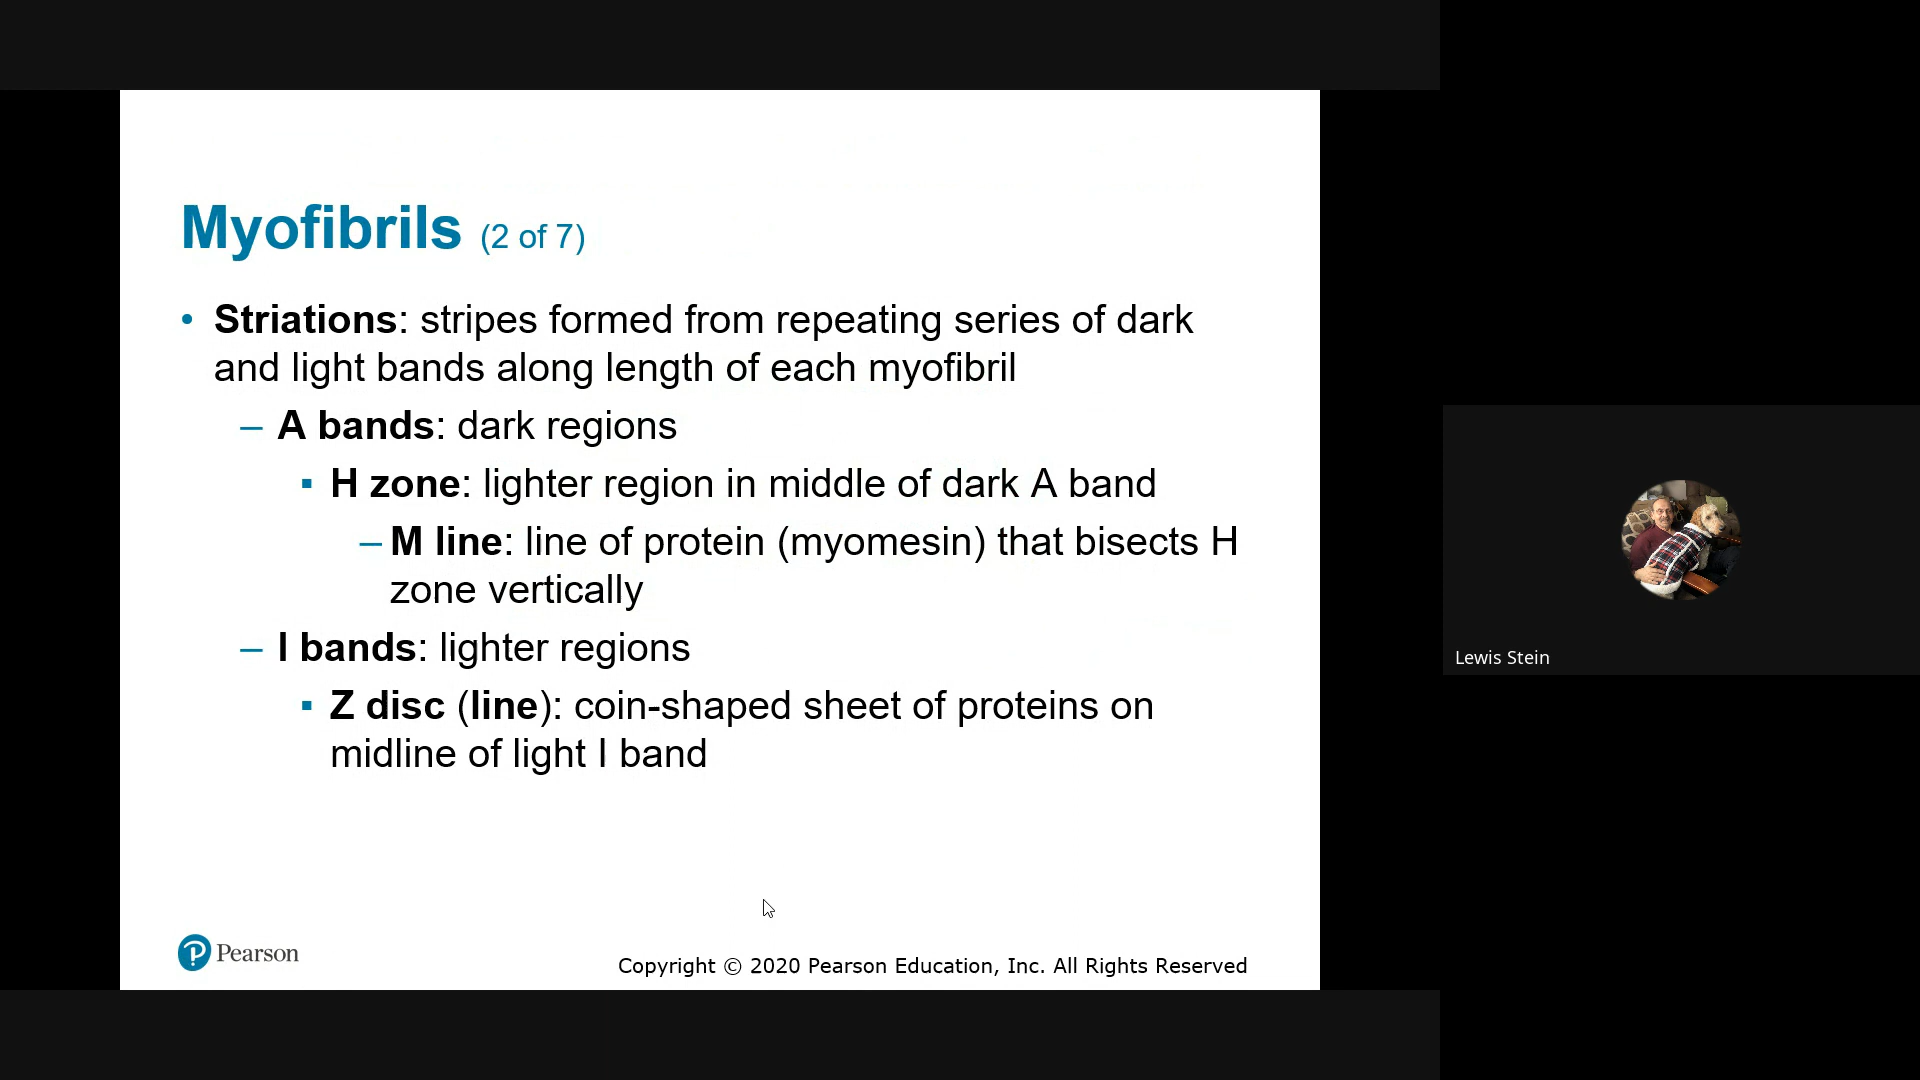 Myofibrils (2 of 7)
• Striations: stripes formed from repeating series of dark
and light bands along length of each myofibril
– A bands: dark regions
▪ H zone: lighter region in middle of dark A band
– M line: line of protein (myomesin) that bisects H
zone vertically
– I bands: lighter regions
▪ Z disc (line): coin-shaped sheet of proteins on
midline of light I band
Lewis Stein
Pearson
Copyright © 2020 Pearson Education, Inc. All Rights Reserved